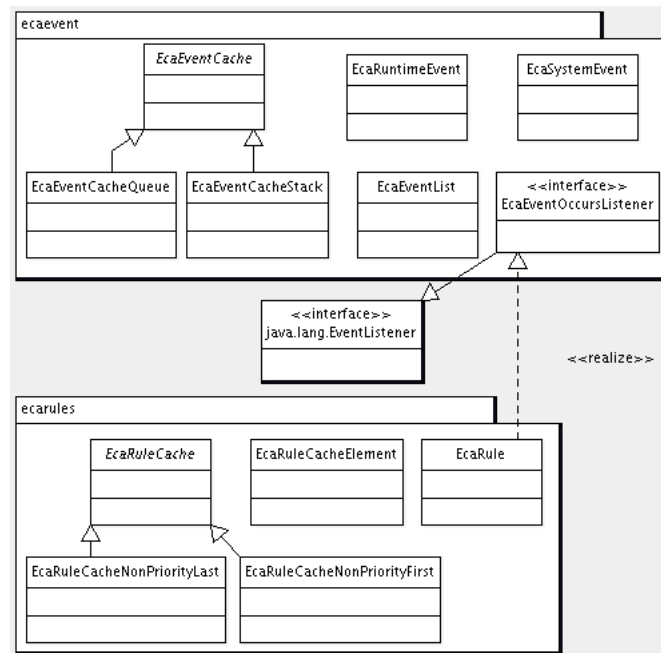 ecaevent
EcaEventCache
EcaRuntimeEvent
EcaSystemEvent
EcaEventCacheQueue
EcaEventCacheStack
EcaEventList
<<interface>>
EcaEventOccursListener
<<interface>>
java.lang.EventListener
<<realize>>
ecarules
EcaRuleCache
EcaRuleCacheElement
EcaRule
EcaRuleCacheNonPriorityLast
EcaRuleCacheNonPriorityFirst